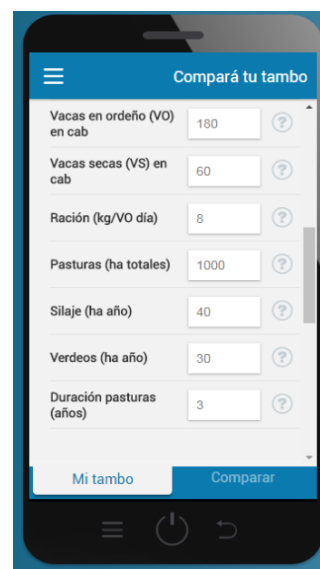 Compará tu tambo
Vacas en ordeño (VO)
en cab
180
?
Vacas secas (VS) en
cab
60
?
Ración (kg/VO día)
8
?
Pasturas (ha totales)
1000
?
Silaje (ha año)
40
?
Verdeos (ha año)
30
?
Duración pasturas
(años)
3
?
Mi tambo
Comparar